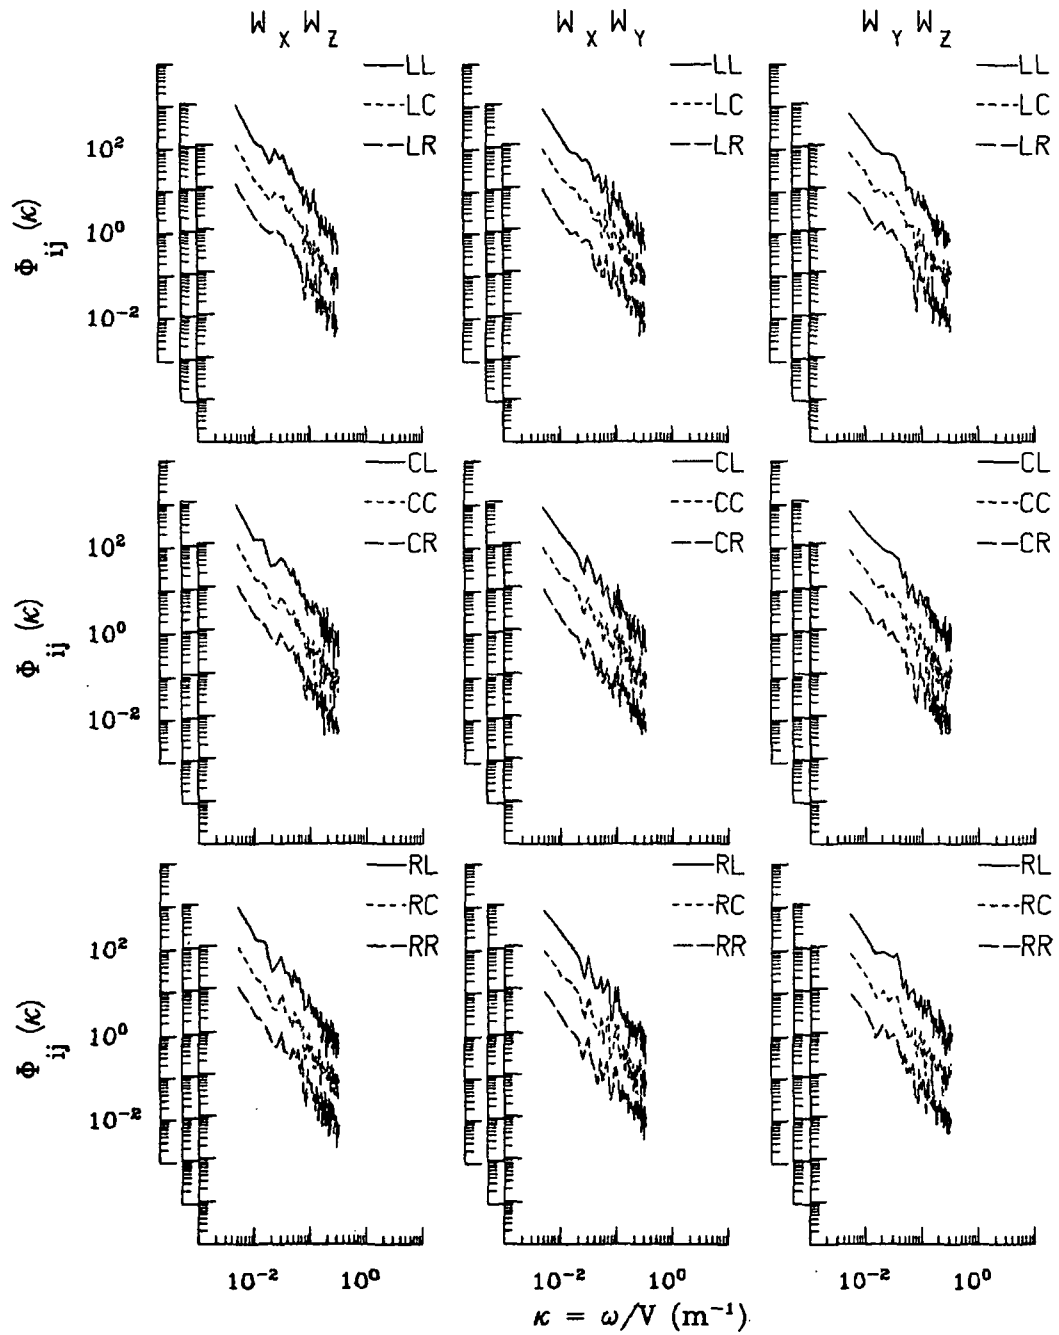 W X W Z W X W Y W Y W Z
LL LL LL
LC LC LC
LR LR LR
10² 
Φ ij (κ) 10⁰
10⁻²
CL CL CL
CC CC CC
CR CR CR
10²
Φ ij (κ) 10⁰
10⁻²
RL RL RL
RC RC RC
RR RR RR
10²
Φ ij (κ) 10⁰
10⁻²
10⁻² 10⁰ 10⁻² 10⁰ 10⁻² 10⁰
κ = ω/V (m⁻¹)